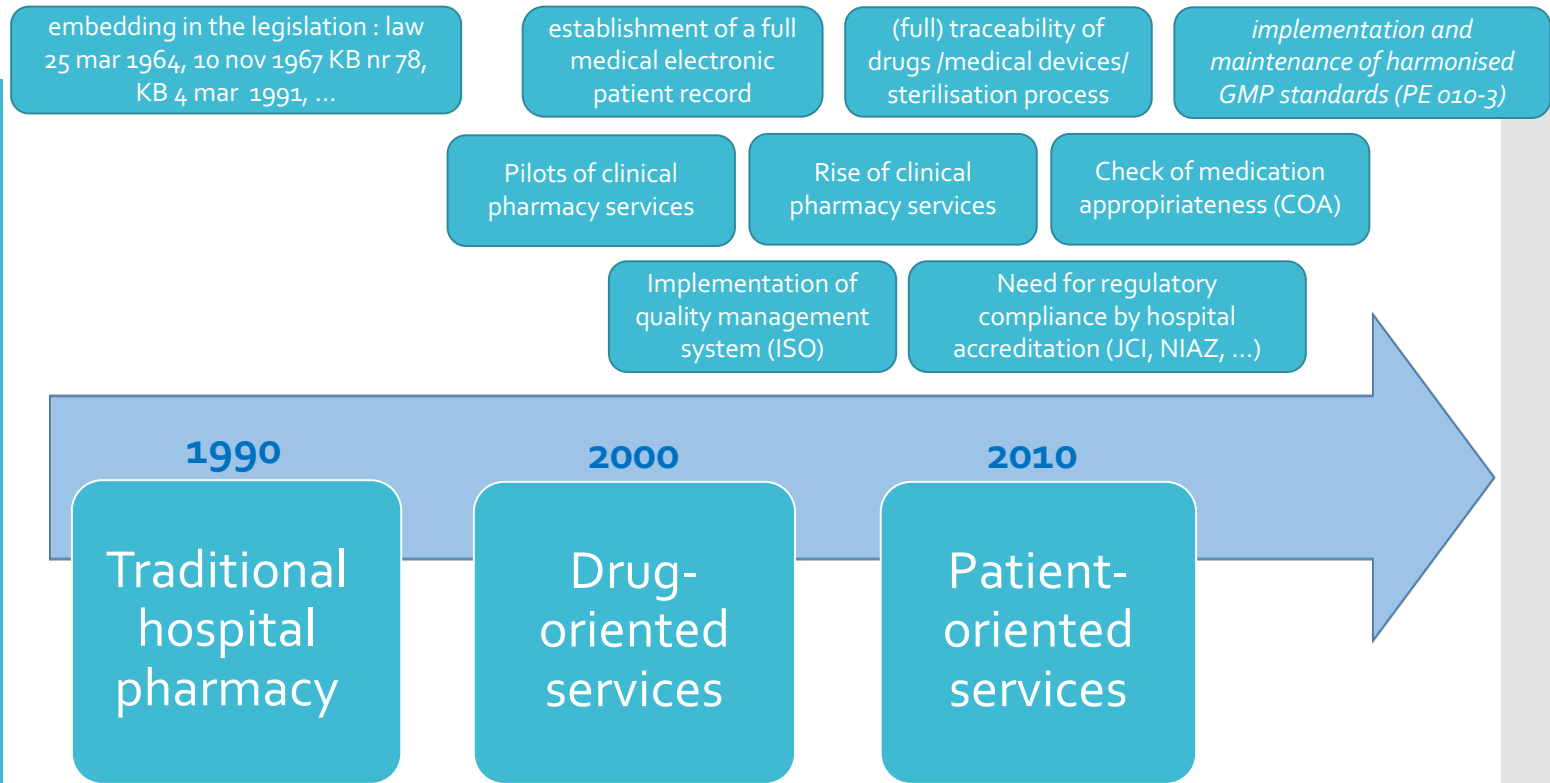 embedding in the legislation : law
25 mar 1964, 10 nov 1967 KB nr 78,
KB 4 mar 1991, ...
establishment of a full
medical electronic
patient record
(full) traceability of
drugs /medical devices/
sterilisation process
implementation and
maintenance of harmonised
GMP standards (PE 010-3)
Pilots of clinical
pharmacy services
Rise of clinical
pharmacy services
Check of medication
appropiriateness (COA)
Implementation of
quality management
system (ISO)
Need for regulatory
compliance by hospital
accreditation (JCI, NIAZ, ...)
1990
2000
2010
Traditional
hospital
pharmacy
Drug-
oriented
services
Patient-
oriented
services